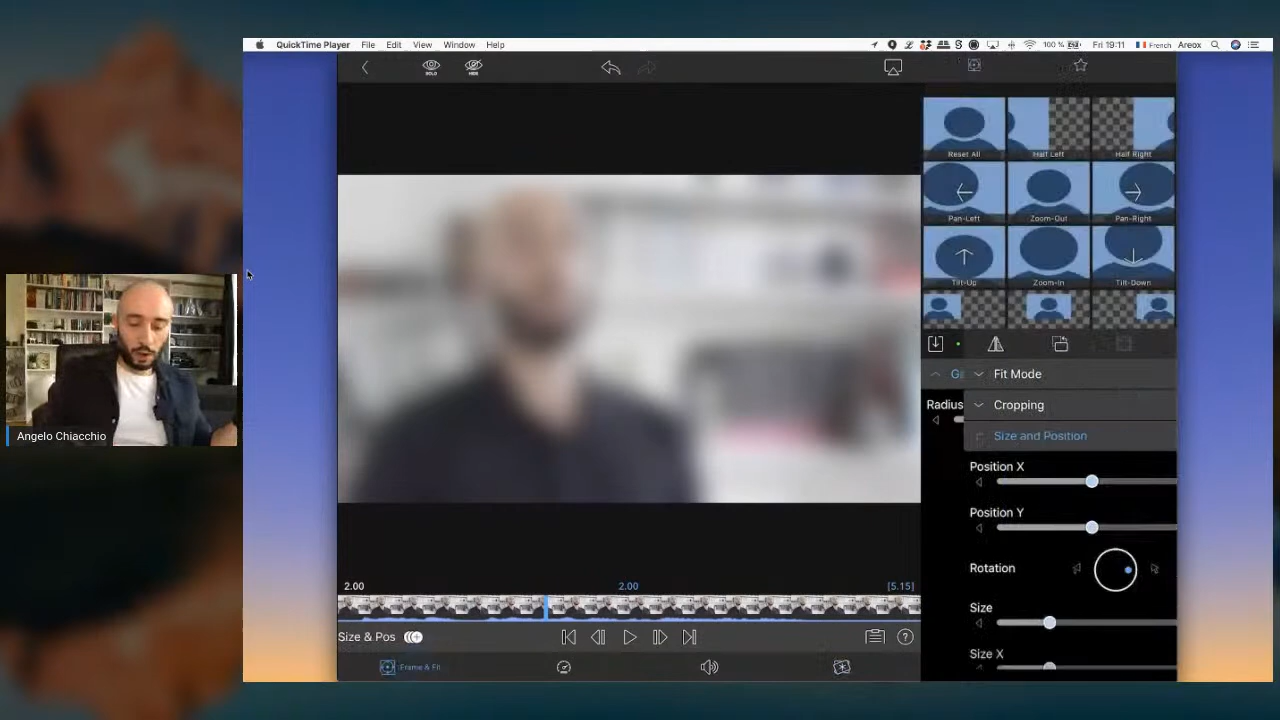 QuickTime Player File Edit View Window Help 100 % Fri 19:11 French Areox
SOLO HIDE
Reset All Half Left Half Right
Pan-Left Zoom-Out Pan-Right
Tilt-Up Zoom-In Tilt-Down
Fit Mode
Radius
Cropping
Size and Position
Position X
Position Y
Rotation
Size
Size X
Angelo Chiacchio
2.00 2.00 [5.15]
Size & Pos
Frame & Fit